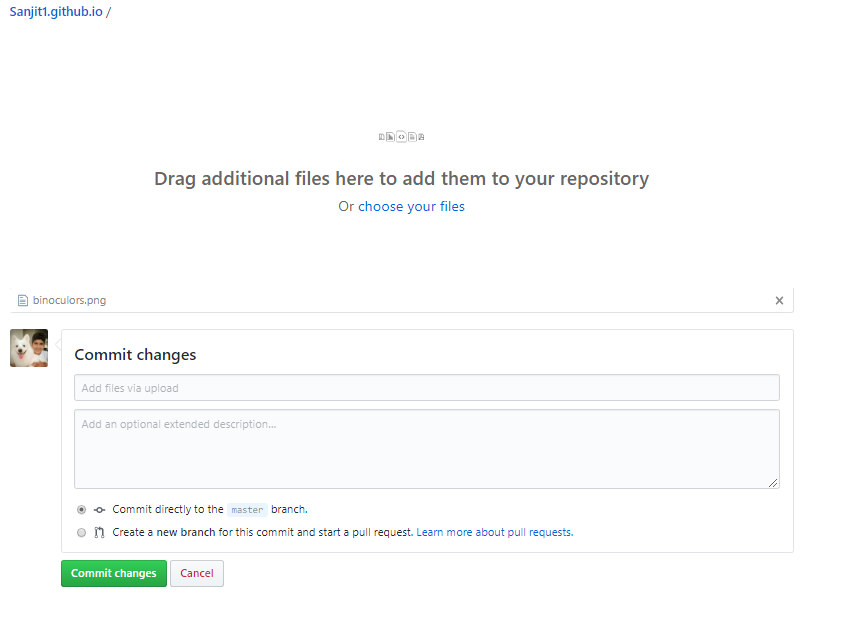 Sanjit1.github.io /
Drag additional files here to add them to your repository
Or choose your files
binoculors.png
Commit changes
Add files via upload
Add an optional extended description...
Commit directly to the master branch.
Create a new branch for this commit and start a pull request. Learn more about pull requests.
Commit changes Cancel